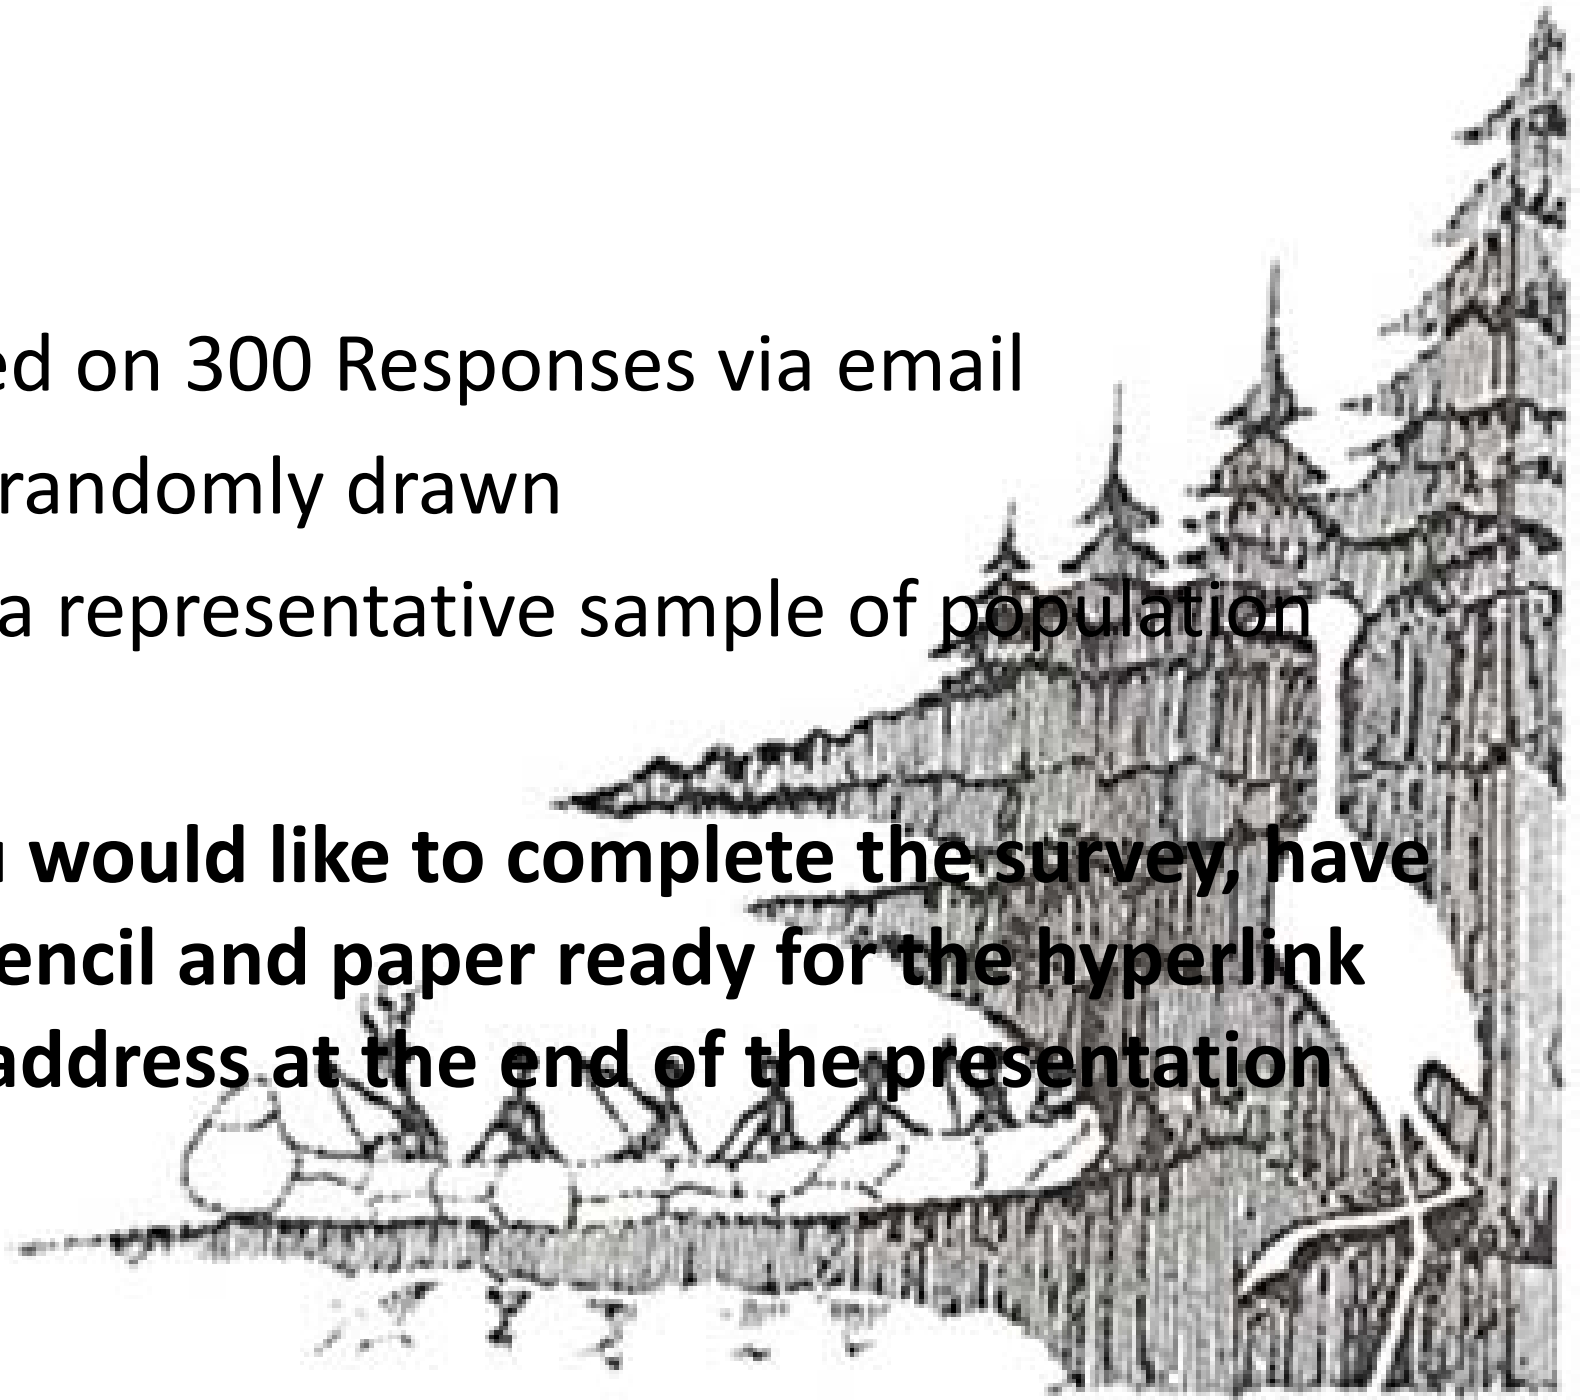 ed on 300 Responses via email
randomly drawn
a representative sample of population
would like to complete the survey, have
encil and paper ready for the hyperlink
address at the end of the presentation